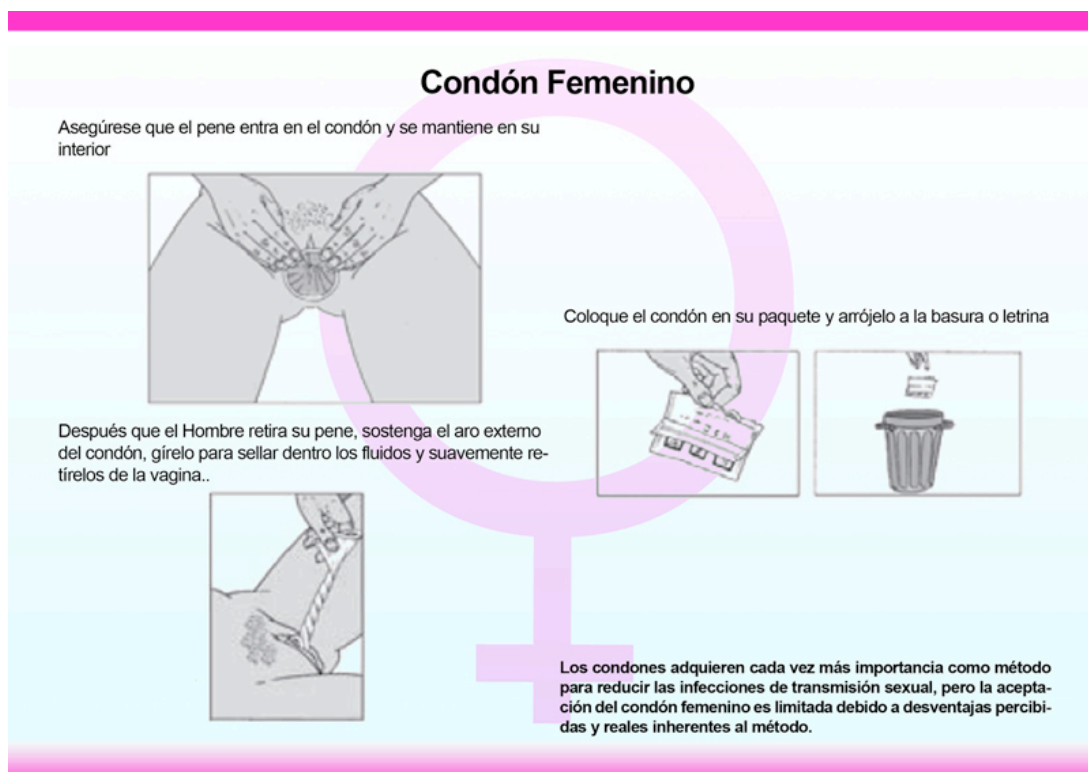 Condón Femenino
Asegúrese que el pene entra en el condón y se mantiene en su
interior
Después que el Hombre retira su pene, sostenga el aro externo
del condón, gírelo para sellar dentro los fluidos y suavemente re-
tírelos de la vagina..
Coloque el condón en su paquete y arrójelo a la basura o letrina
Los condones adquieren cada vez más importancia como método
para reducir las infecciones de transmisión sexual, pero la acepta-
ción del condón femenino es limitada debido a desventajas percibi-
das y reales inherentes al método.